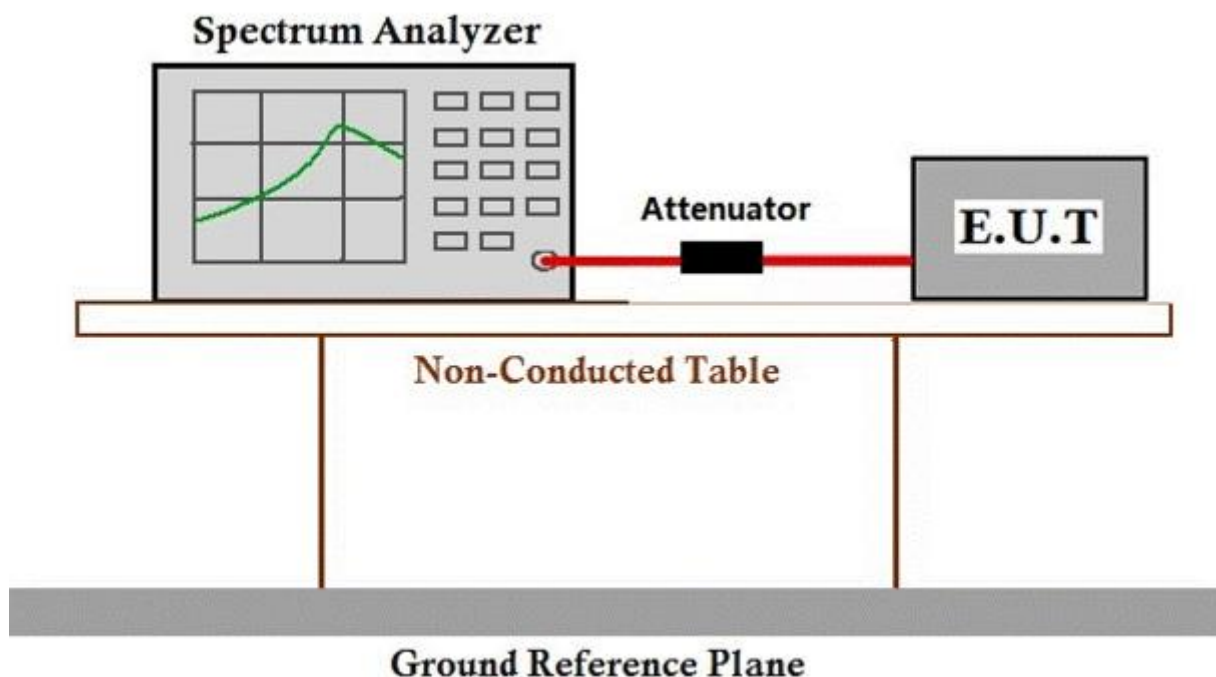 Spectrum Analyzer
Attenuator
E.U.T
Non-Conducted Table
Ground Reference Plane